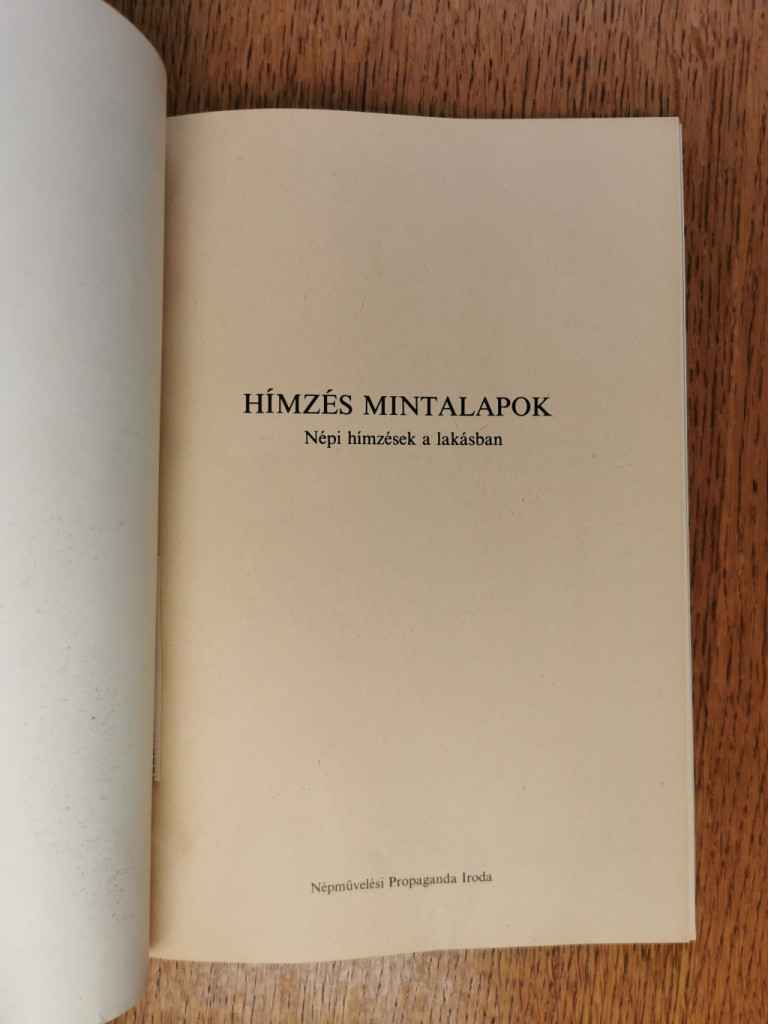 HÍMZÉS MINTALAPOK
Népi hímzések a lakásban
Népművelési Propaganda Iroda